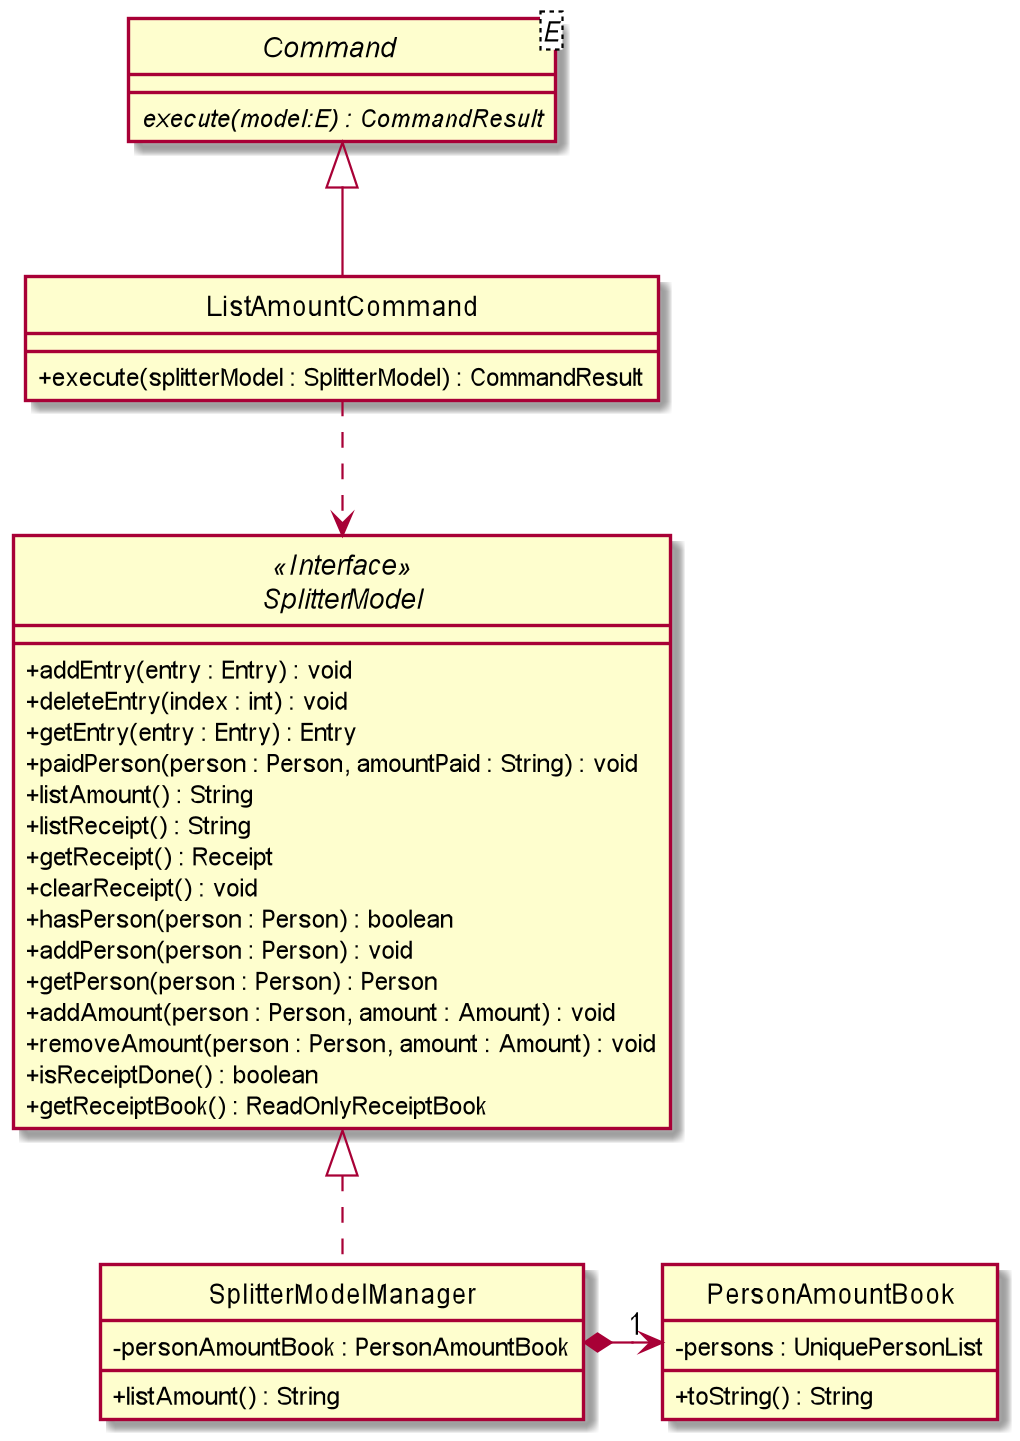 Command
E
execute(model:E) : CommandResult
ListAmountCommand
+execute(splitterModel : SplitterModel) : CommandResult
«Interface»
SplitterModel
+addEntry(entry : Entry) : void
+deleteEntry(index : int) : void
+getEntry(entry : Entry) : Entry
+paidPerson(person : Person, amountPaid : String) : void
+listAmount() : String
+listReceipt() : String
+getReceipt() : Receipt
+clearReceipt() : void
+hasPerson(person : Person) : boolean
+addPerson(person : Person) : void
+getPerson(person : Person) : Person
+addAmount(person : Person, amount : Amount) : void
+removeAmount(person : Person, amount : Amount) : void
+isReceiptDone() : boolean
+getReceiptBook() : ReadOnlyReceiptBook
SplitterModelManager
-personAmountBook : PersonAmountBook
+listAmount() : String
1
PersonAmountBook
-persons : UniquePersonList
+toString() : String